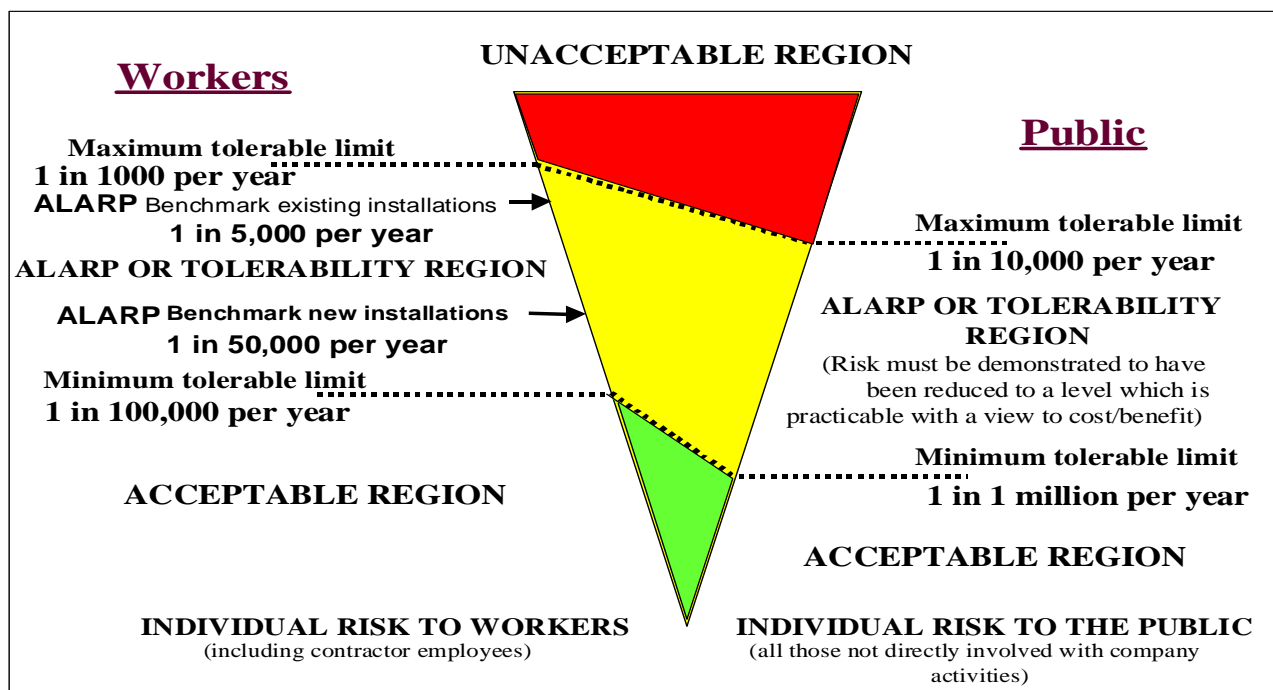 UNACCEPTABLE REGION
Workers
Maximum tolerable limit
1 in 1000 per year
ALARP Benchmark existing installations
1 in 5,000 per year
ALARP OR TOLERABILITY REGION
ALARP Benchmark new installations
1 in 50,000 per year
Minimum tolerable limit
1 in 100,000 per year
ACCEPTABLE REGION
INDIVIDUAL RISK TO WORKERS
(including contractor employees)
Public
Maximum tolerable limit
1 in 10,000 per year
ALARP OR TOLERABILITY
REGION
(Risk must be demonstrated to have
been reduced to a level which is
practicable with a view to cost/benefit)
Minimum tolerable limit
1 in 1 million per year
ACCEPTABLE REGION
INDIVIDUAL RISK TO THE PUBLIC
(all those not directly involved with company
activities)